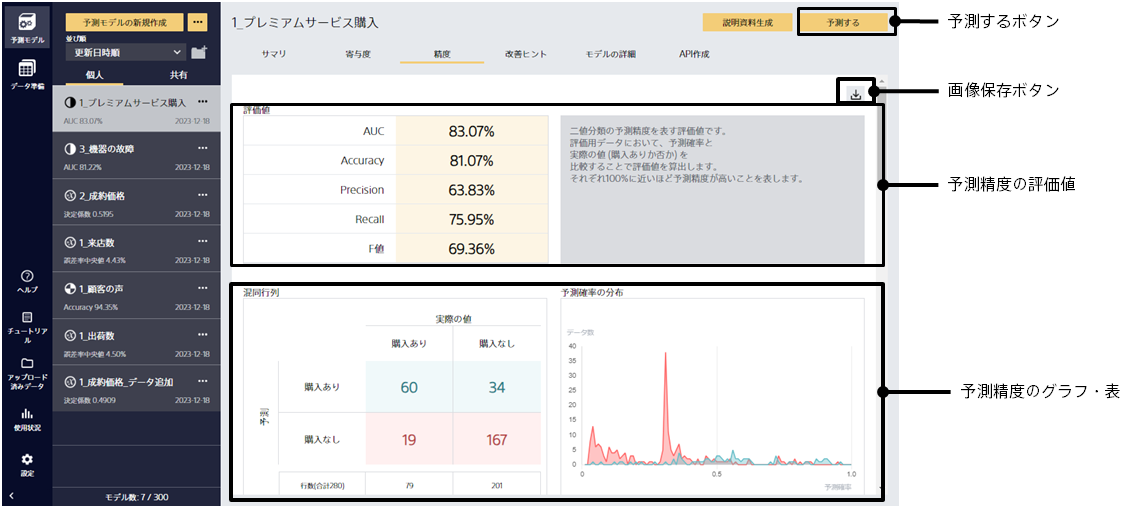 予測モデル
データ準備
ヘルプ
チュートリア
ル
アップロード
済みデータ
使用状況
設定
予測モデルの新規作成
並び順
更新日時順
個人
共有
1_プレミアムサービス購入
AUC 83.07%
2023-12-18
3_機器の故障
AUC 81.22%
2023-12-18
2_成約価格
決定係数 0.5195
2023-12-18
1_来店数
誤差率中央値 4.43%
2023-12-18
1_顧客の声
Accuracy 94.35%
2023-12-18
1_出荷数
誤差率中央値 4.50%
2023-12-18
1_成約価格_データ追加
決定係数 0.4909
2023-12-18
モデル数: 7 / 300
1_プレミアムサービス購入
説明資料生成
予測する
サマリ
寄与度
精度
改善ヒント
モデルの詳細
API作成
評価値
AUC 83.07%
Accuracy 81.07%
Precision 63.83%
Recall 75.95%
F値 69.36%
二値分類の予測精度を表す評価値です。
評価用データにおいて、予測確率と
実際の値 (購入ありか否か) を
比較することで評価値を算出します。
それぞれ100%に近いほど予測精度が高いことを表します。
混同行列
実際の値
購入あり 購入なし
予測
購入あり 60 34
購入なし 19 167
行数(合計280) 79 201
予測確率の分布
データ数
40
35
30
25
20
15
10
5
0
0 0.5 1.0
予測確率
予測するボタン
画像保存ボタン
予測精度の評価値
予測精度のグラフ・表